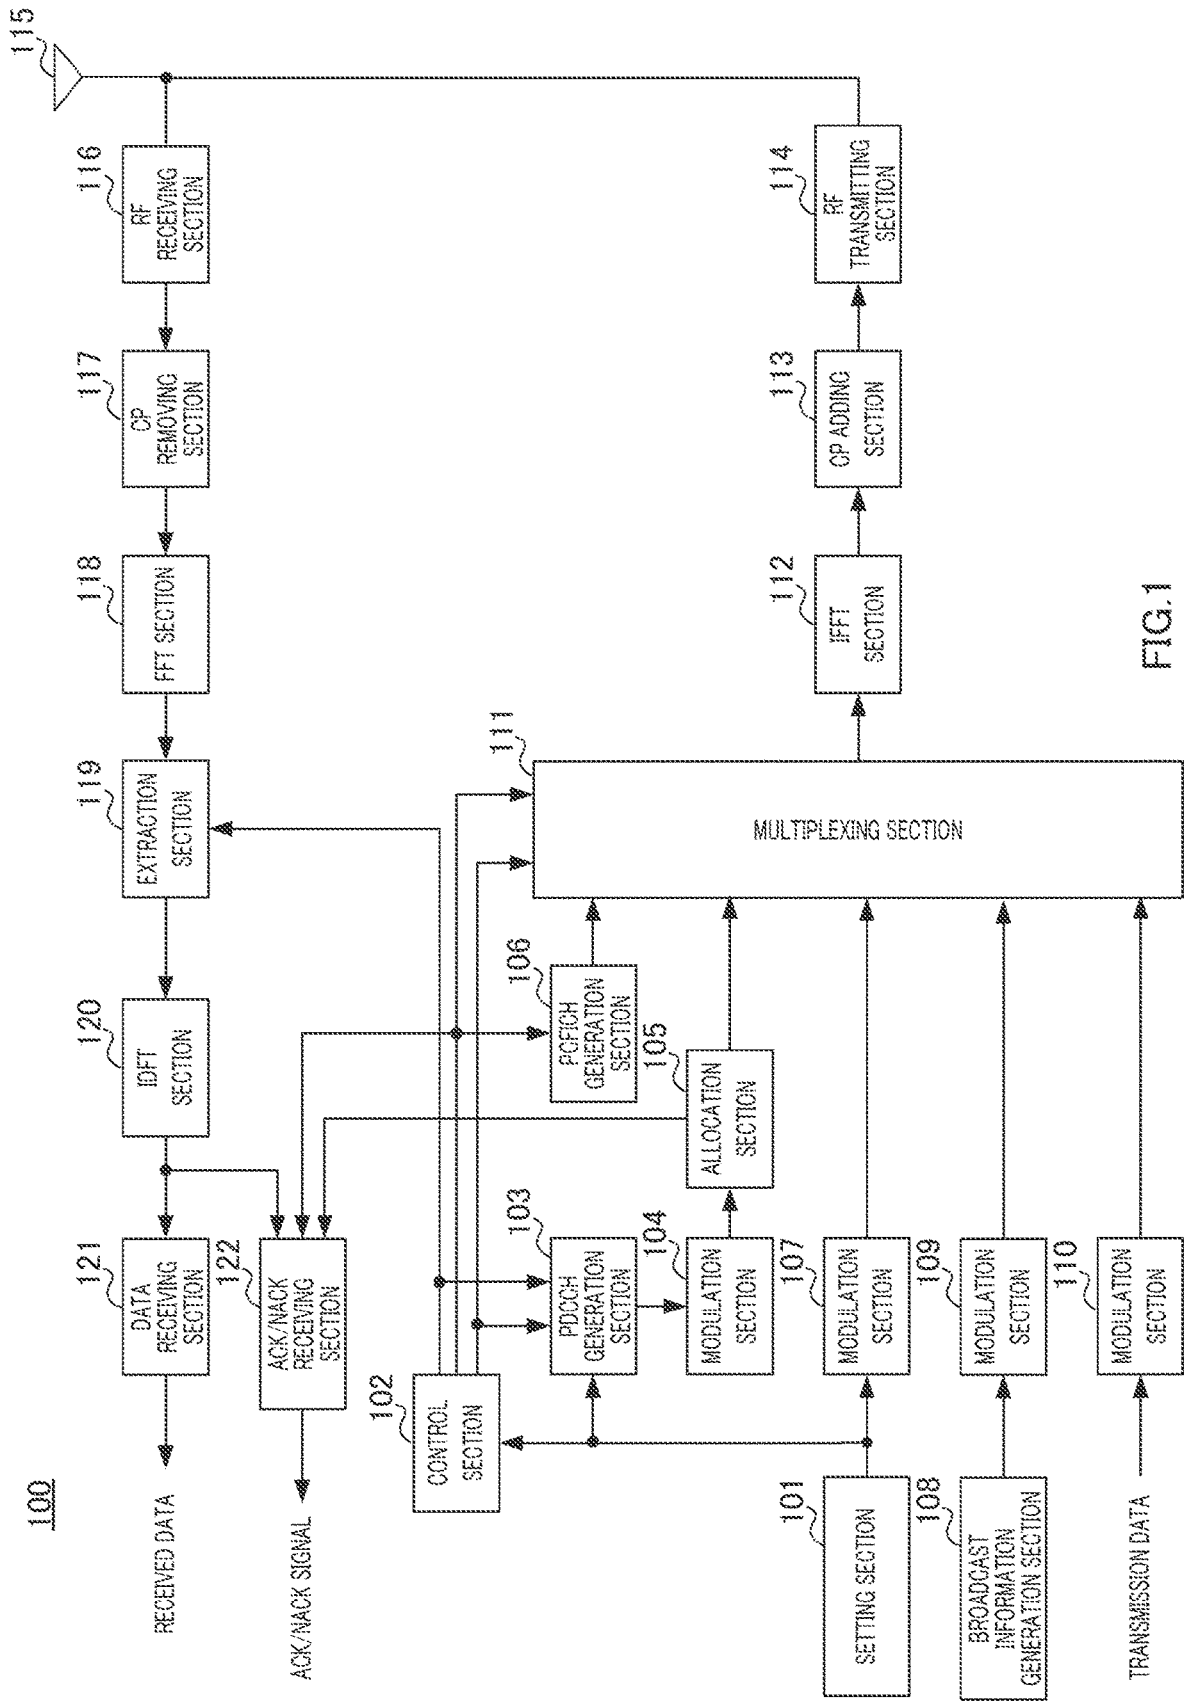 100
RECEIVED DATA
121
DATA
RECEIVING
SECTION
120
IDFT
SECTION
119
EXTRACTION
SECTION
118
FFT SECTION
117
CP
REMOVING
SECTION
116
RF
RECEIVING
SECTION
115
ACK/NACK SIGNAL
122
ACK/NACK
RECEIVING
SECTION
102
CONTROL
SECTION
103
PDCCH
GENERATION
SECTION
106
PCFICH
GENERATION
SECTION
111
MULTIPLEXING SECTION
104
MODULATION
SECTION
105
ALLOCATION
SECTION
112
IFFT
SECTION
113
CP ADDING
SECTION
114
RF
TRANSMITTING
SECTION
101
SETTING SECTION
107
MODULATION
SECTION
108
BROADCAST
INFORMATION
GENERATION SECTION
109
MODULATION
SECTION
TRANSMISSION DATA
110
MODULATION
SECTION
FIG.1